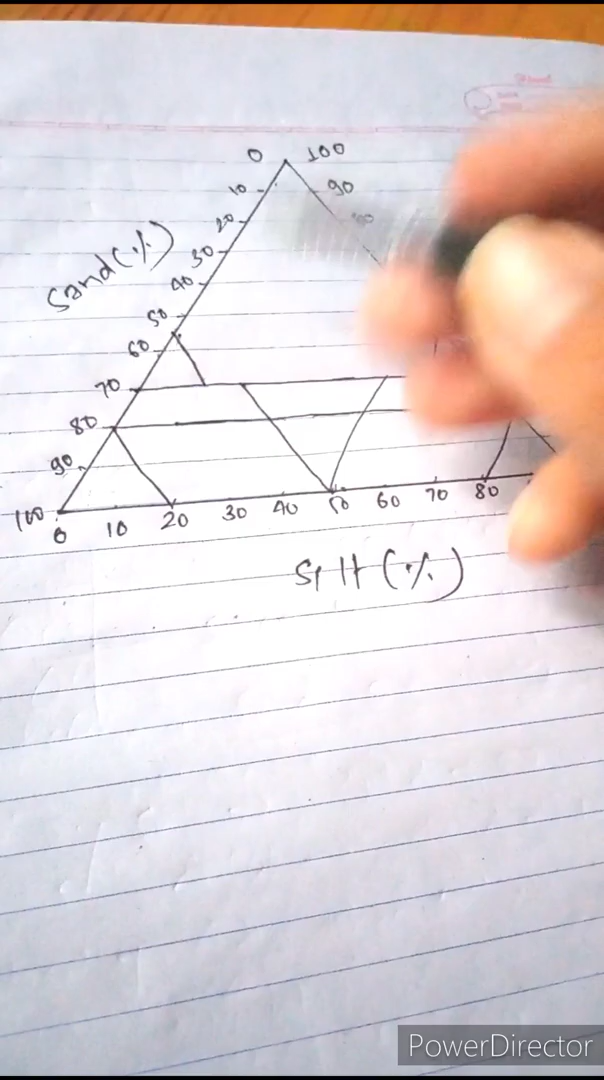 0 100
10 90
20
Sand (%)
30
40
50
60
70
80
90
100
0 10 20 30 40 50 60 70 80
Silt (%)
PowerDirector